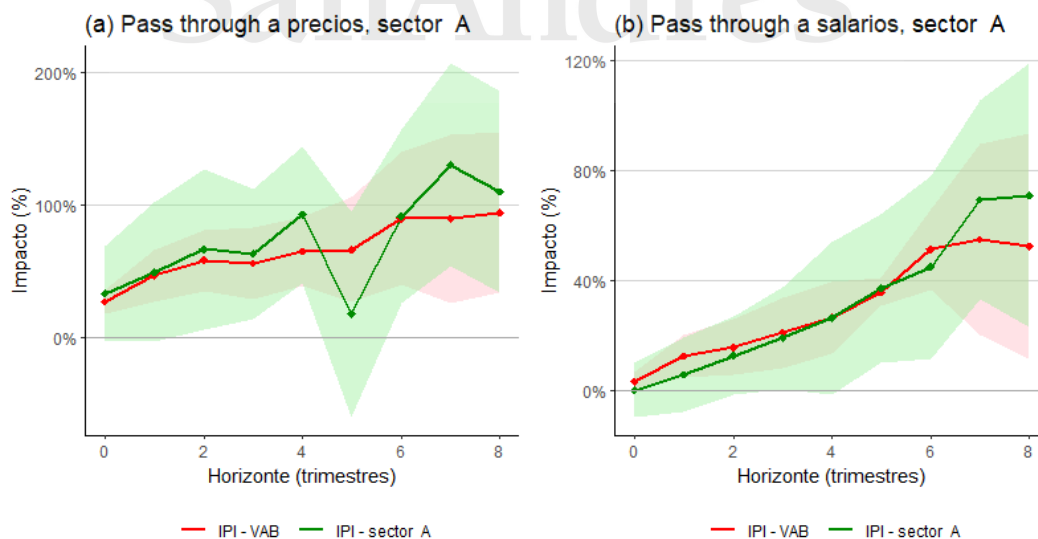 SanAndrés
(a) Pass through a precios, sector A
200%
100%
0%
Impacto (%)
0 2 4 6 8
Horizonte (trimestres)
IPI - VAB IPI - sector A
(b) Pass through a salarios, sector A
120%
80%
40%
0%
Impacto (%)
0 2 4 6 8
Horizonte (trimestres)
IPI - VAB IPI - sector A